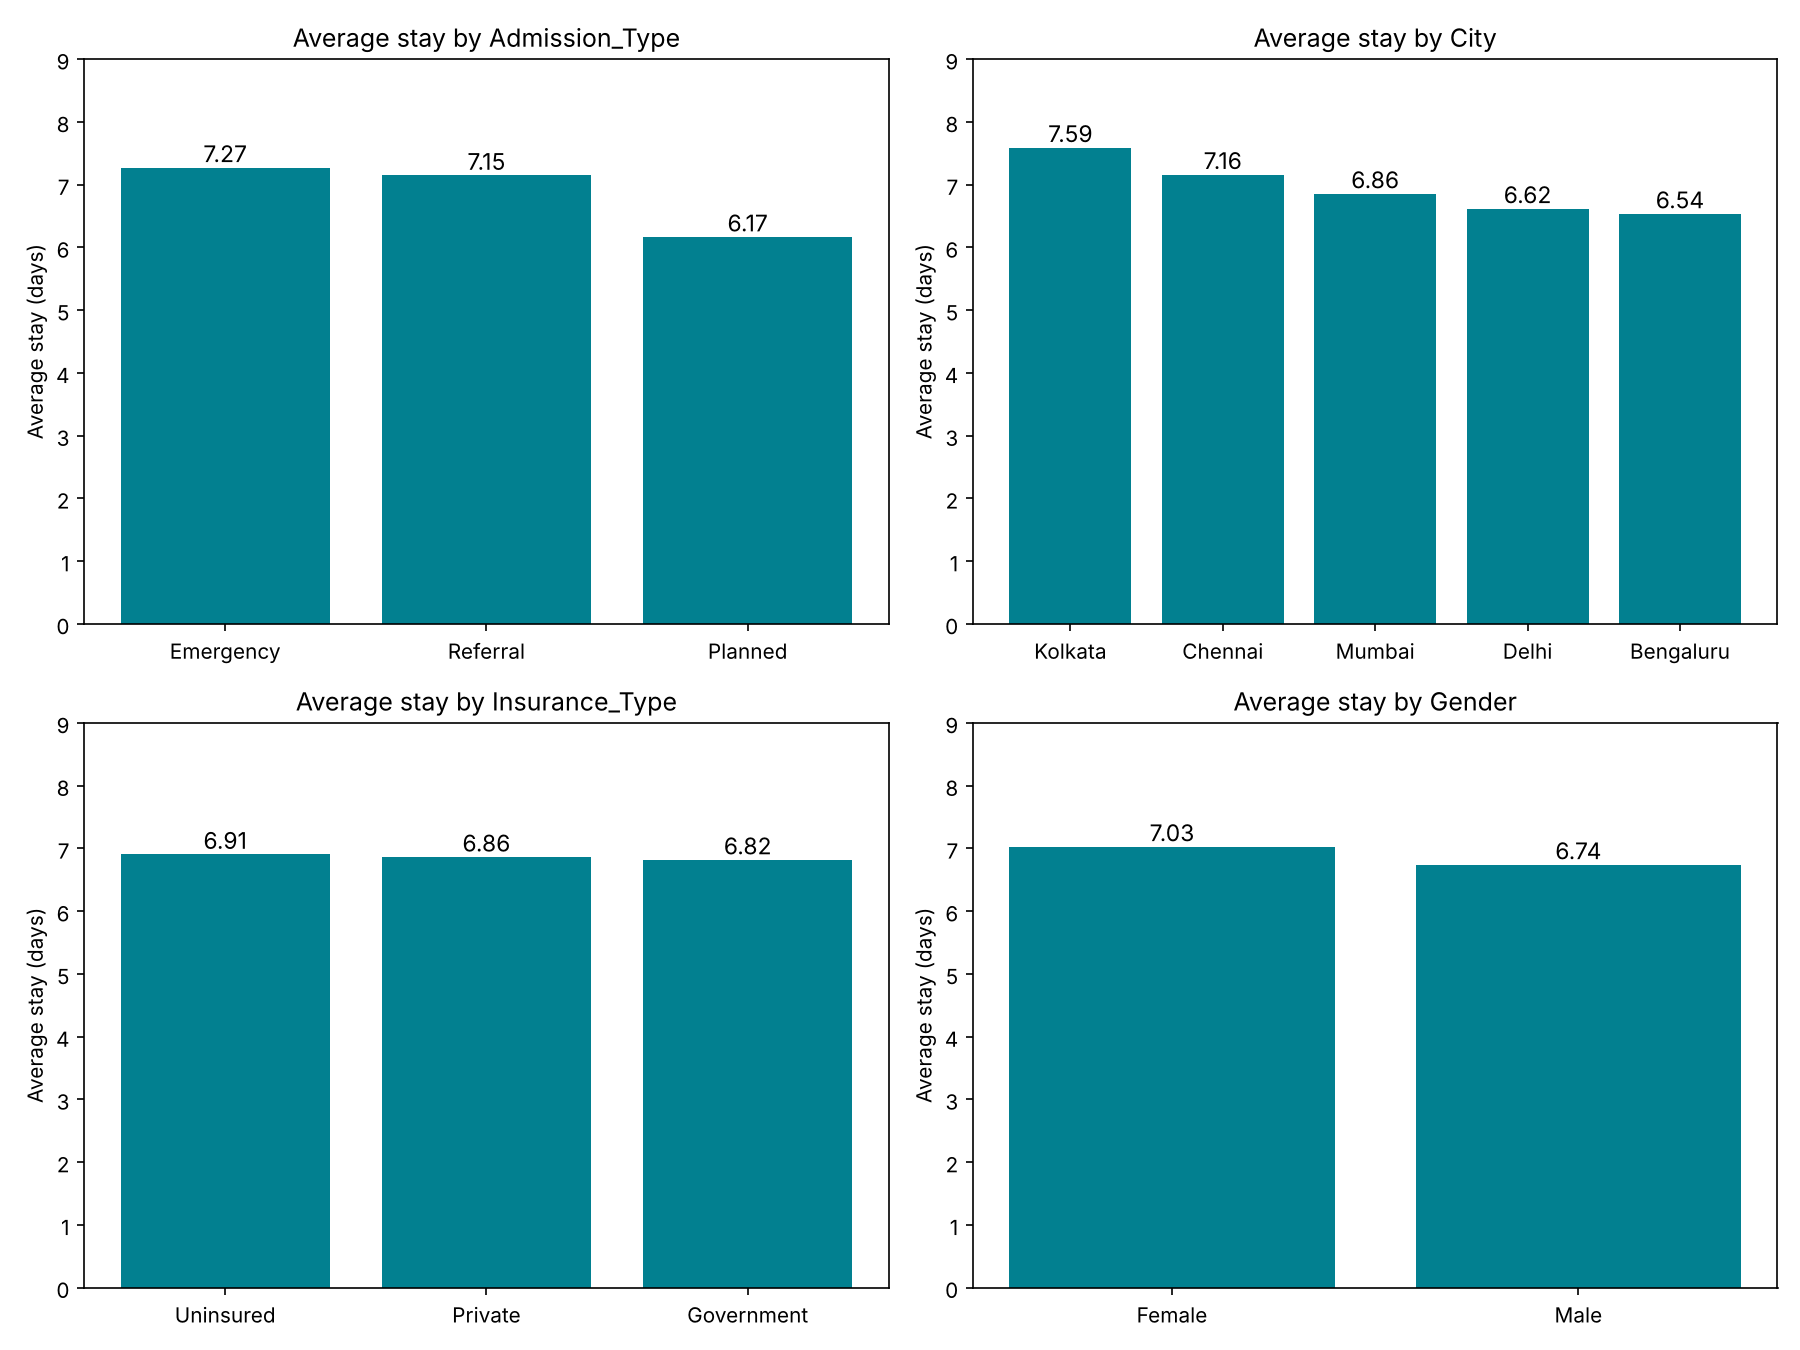 Average stay by Admission_Type
Average stay (days)
9
8
7
6
5
4
3
2
1
0
7.27
7.15
6.17
Emergency
Referral
Planned
Average stay by City
Average stay (days)
9
8
7
6
5
4
3
2
1
0
7.59
7.16
6.86
6.62
6.54
Kolkata
Chennai
Mumbai
Delhi
Bengaluru
Average stay by Insurance_Type
Average stay (days)
9
8
7
6
5
4
3
2
1
0
6.91
6.86
6.82
Uninsured
Private
Government
Average stay by Gender
Average stay (days)
9
8
7
6
5
4
3
2
1
0
7.03
6.74
Female
Male